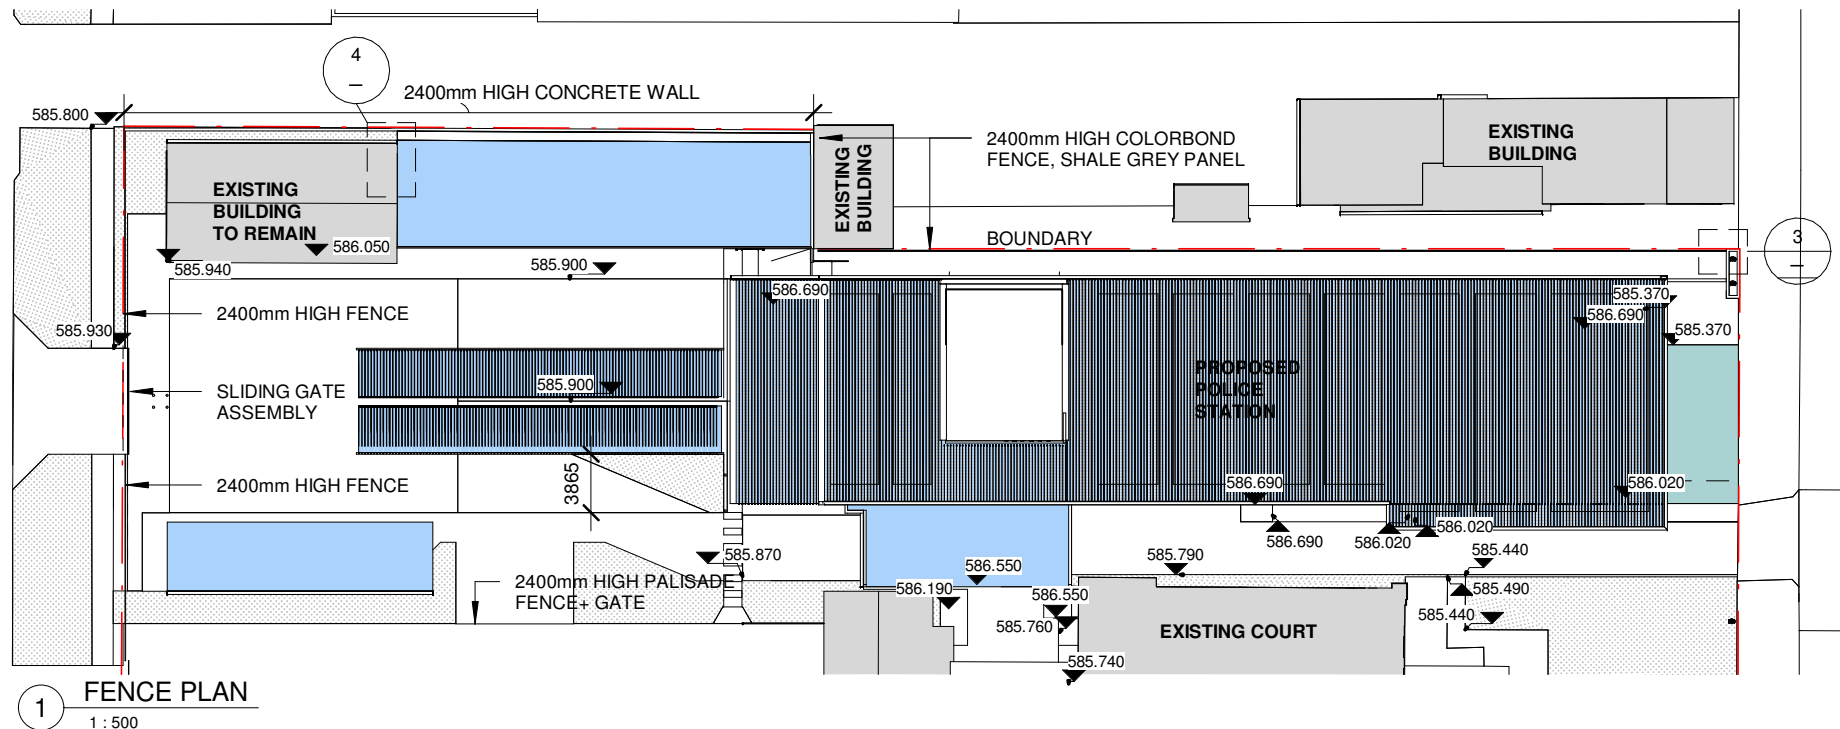 4
–
2400mm HIGH CONCRETE WALL
585.800
2400mm HIGH COLORBOND
FENCE, SHALE GREY PANEL
EXISTING
BUILDING
EXISTING
BUILDING
EXISTING
BUILDING
TO REMAIN
586.050
585.940
BOUNDARY
3
–
585.900
586.690
585.370
586.690
585.370
2400mm HIGH FENCE
585.930
SLIDING GATE
ASSEMBLY
585.900
PROPOSED
POLICE
STATION
2400mm HIGH FENCE
3865
586.690
586.020
586.690
586.020
586.020
585.870
585.790
585.440
586.550
2400mm HIGH PALISADE
FENCE+ GATE
586.190
586.550
585.490
585.440
585.760
EXISTING COURT
585.740
1
FENCE PLAN
1 : 500